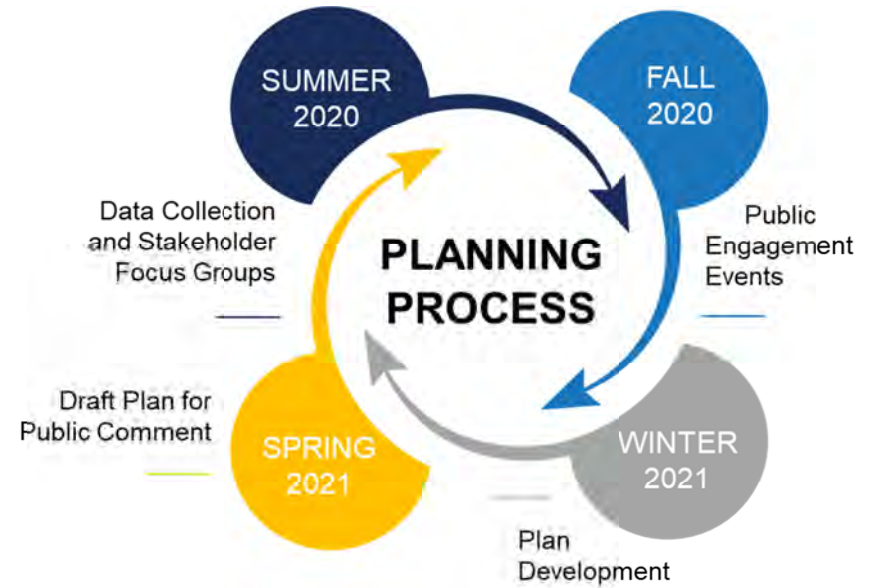 SUMMER
2020
FALL
2020
Data Collection
and Stakeholder
Focus Groups
Public
Engagement
Events
PLANNING
PROCESS
Draft Plan for
Public Comment
SPRING
2021
WINTER
2021
Plan
Development